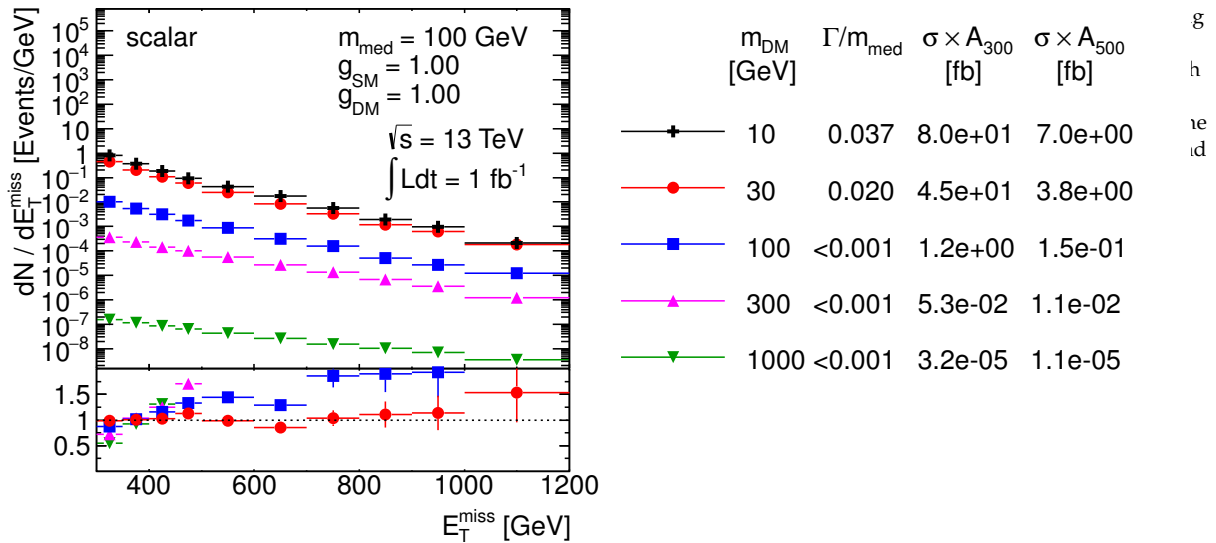 scalar
m_med = 100 GeV
g_SM = 1.00
g_DM = 1.00
√s = 13 TeV
∫ Ldt = 1 fb⁻¹
dN / dE_T^miss [Events/GeV]
10⁵
10⁴
10³
10²
10
1
10⁻¹
10⁻²
10⁻³
10⁻⁴
10⁻⁵
10⁻⁶
10⁻⁷
10⁻⁸
1.5
1
0.5
400 600 800 1000 1200
E_T^miss [GeV]
m_DM Γ/m_med σ × A_300 σ × A_500
[GeV] [fb] [fb]
10 0.037 8.0e+01 7.0e+00
30 0.020 4.5e+01 3.8e+00
100 <0.001 1.2e+00 1.5e-01
300 <0.001 5.3e-02 1.1e-02
1000 <0.001 3.2e-05 1.1e-05
g
h
ne